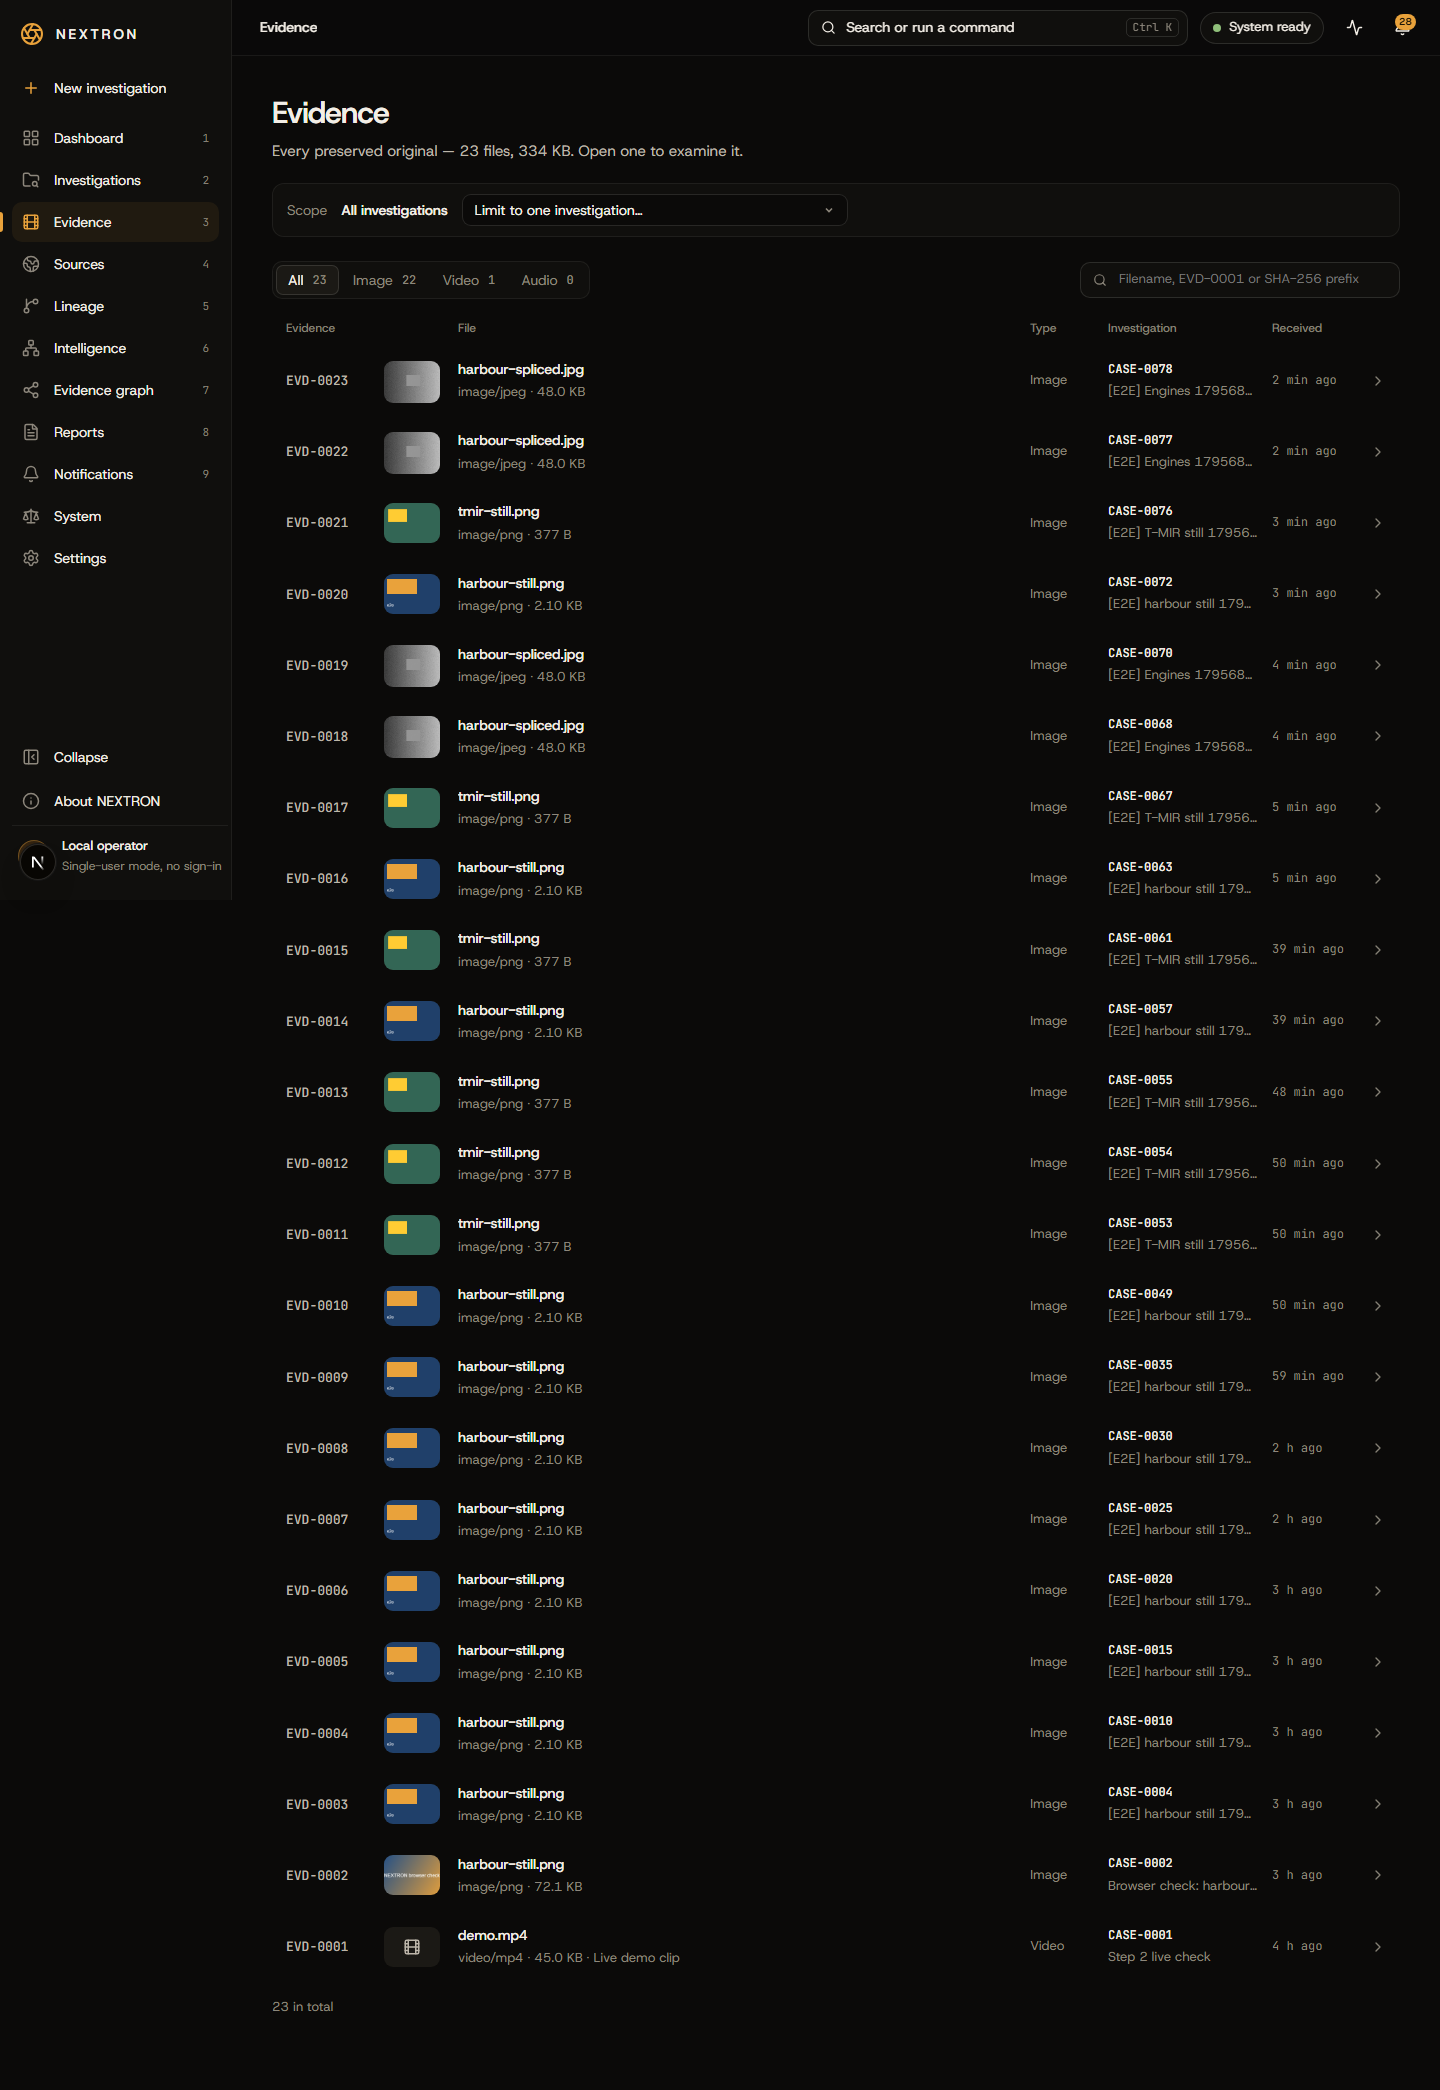 NEXTRON
New investigation
Dashboard 1
Investigations 2
Evidence 3
Sources 4
Lineage 5
Intelligence 6
Evidence graph 7
Reports 8
Notifications 9
System
Settings
Collapse
About NEXTRON
N
Local operator
Single-user mode, no sign-in
Evidence
Search or run a command Ctrl K
System ready
28
Evidence
Every preserved original — 23 files, 334 KB. Open one to examine it.
Scope All investigations Limit to one investigation…
All 23 Image 22 Video 1 Audio 0
Filename, EVD-0001 or SHA-256 prefix
Evidence File Type Investigation Received
EVD-0023 harbour-spliced.jpg Image CASE-0078 2 min ago
image/jpeg · 48.0 KB [E2E] Engines 179568…
EVD-0022 harbour-spliced.jpg Image CASE-0077 2 min ago
image/jpeg · 48.0 KB [E2E] Engines 179568…
EVD-0021 tmir-still.png Image CASE-0076 3 min ago
image/png · 377 B [E2E] T-MIR still 17956…
EVD-0020 harbour-still.png Image CASE-0072 3 min ago
image/png · 2.10 KB [E2E] harbour still 179…
EVD-0019 harbour-spliced.jpg Image CASE-0070 4 min ago
image/jpeg · 48.0 KB [E2E] Engines 179568…
EVD-0018 harbour-spliced.jpg Image CASE-0068 4 min ago
image/jpeg · 48.0 KB [E2E] Engines 179568…
EVD-0017 tmir-still.png Image CASE-0067 5 min ago
image/png · 377 B [E2E] T-MIR still 17956…
EVD-0016 harbour-still.png Image CASE-0063 5 min ago
image/png · 2.10 KB [E2E] harbour still 179…
EVD-0015 tmir-still.png Image CASE-0061 39 min ago
image/png · 377 B [E2E] T-MIR still 17956…
EVD-0014 harbour-still.png Image CASE-0057 39 min ago
image/png · 2.10 KB [E2E] harbour still 179…
EVD-0013 tmir-still.png Image CASE-0055 48 min ago
image/png · 377 B [E2E] T-MIR still 17956…
EVD-0012 tmir-still.png Image CASE-0054 50 min ago
image/png · 377 B [E2E] T-MIR still 17956…
EVD-0011 tmir-still.png Image CASE-0053 50 min ago
image/png · 377 B [E2E] T-MIR still 17956…
EVD-0010 harbour-still.png Image CASE-0049 50 min ago
image/png · 2.10 KB [E2E] harbour still 179…
EVD-0009 harbour-still.png Image CASE-0035 59 min ago
image/png · 2.10 KB [E2E] harbour still 179…
EVD-0008 harbour-still.png Image CASE-0030 2 h ago
image/png · 2.10 KB [E2E] harbour still 179…
EVD-0007 harbour-still.png Image CASE-0025 2 h ago
image/png · 2.10 KB [E2E] harbour still 179…
EVD-0006 harbour-still.png Image CASE-0020 3 h ago
image/png · 2.10 KB [E2E] harbour still 179…
EVD-0005 harbour-still.png Image CASE-0015 3 h ago
image/png · 2.10 KB [E2E] harbour still 179…
EVD-0004 harbour-still.png Image CASE-0010 3 h ago
image/png · 2.10 KB [E2E] harbour still 179…
EVD-0003 harbour-still.png Image CASE-0004 3 h ago
image/png · 2.10 KB [E2E] harbour still 179…
EVD-0002 NEXTRON browser check harbour-still.png Image CASE-0002 3 h ago
image/png · 72.1 KB Browser check: harbour…
EVD-0001 demo.mp4 Video CASE-0001 4 h ago
video/mp4 · 45.0 KB · Live demo clip Step 2 live check
23 in total